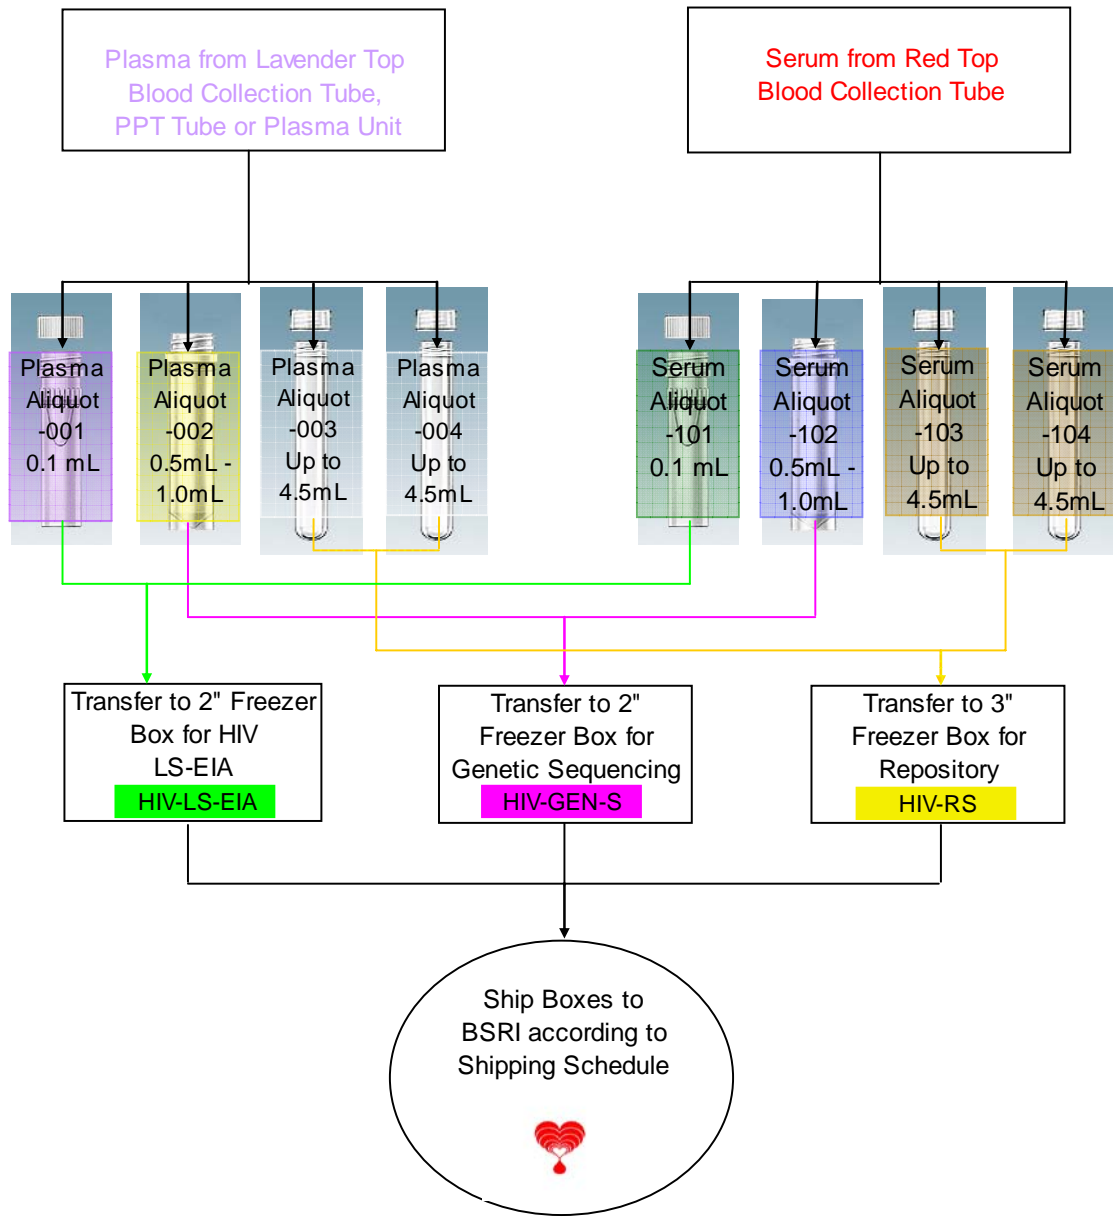 Plasma from Lavender Top
Blood Collection Tube,
PPT Tube or Plasma Unit
Serum from Red Top
Blood Collection Tube
Plasma
Aliquot
-001
0.1 mL
Plasma
Aliquot
-002
0.5mL -
1.0mL
Plasma
Aliquot
-003
Up to
4.5mL
Plasma
Aliquot
-004
Up to
4.5mL
Serum
Aliquot
-101
0.1 mL
Serum
Aliquot
-102
0.5mL -
1.0mL
Serum
Aliquot
-103
Up to
4.5mL
Serum
Aliquot
-104
Up to
4.5mL
Transfer to 2" Freezer
Box for HIV
LS-EIA
HIV-LS-EIA
Transfer to 2"
Freezer Box for
Genetic Sequencing
HIV-GEN-S
Transfer to 3"
Freezer Box for
Repository
HIV-RS
Ship Boxes to
BSRI according to
Shipping Schedule